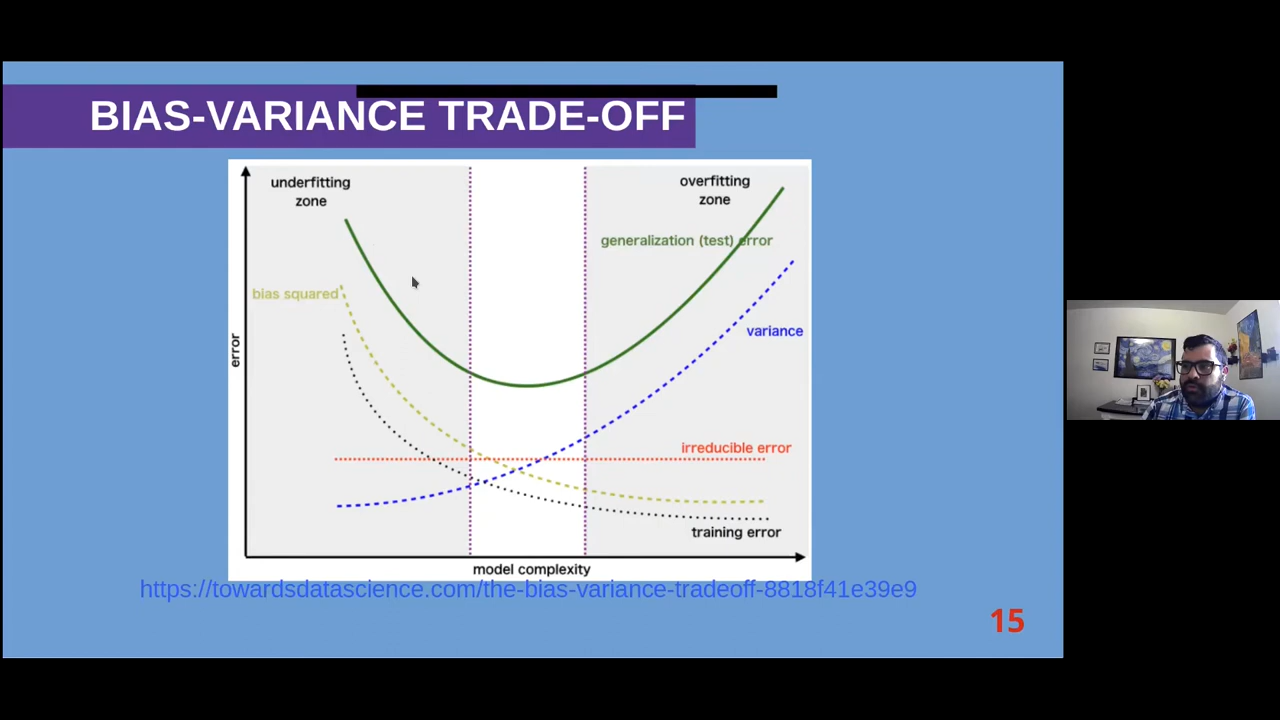 BIAS-VARIANCE TRADE-OFF
underfitting
zone
overfitting
zone
generalization (test) error
bias squared
variance
error
irreducible error
training error
model complexity
https://towardsdatascience.com/the-bias-variance-tradeoff-8818f41e39e9
15